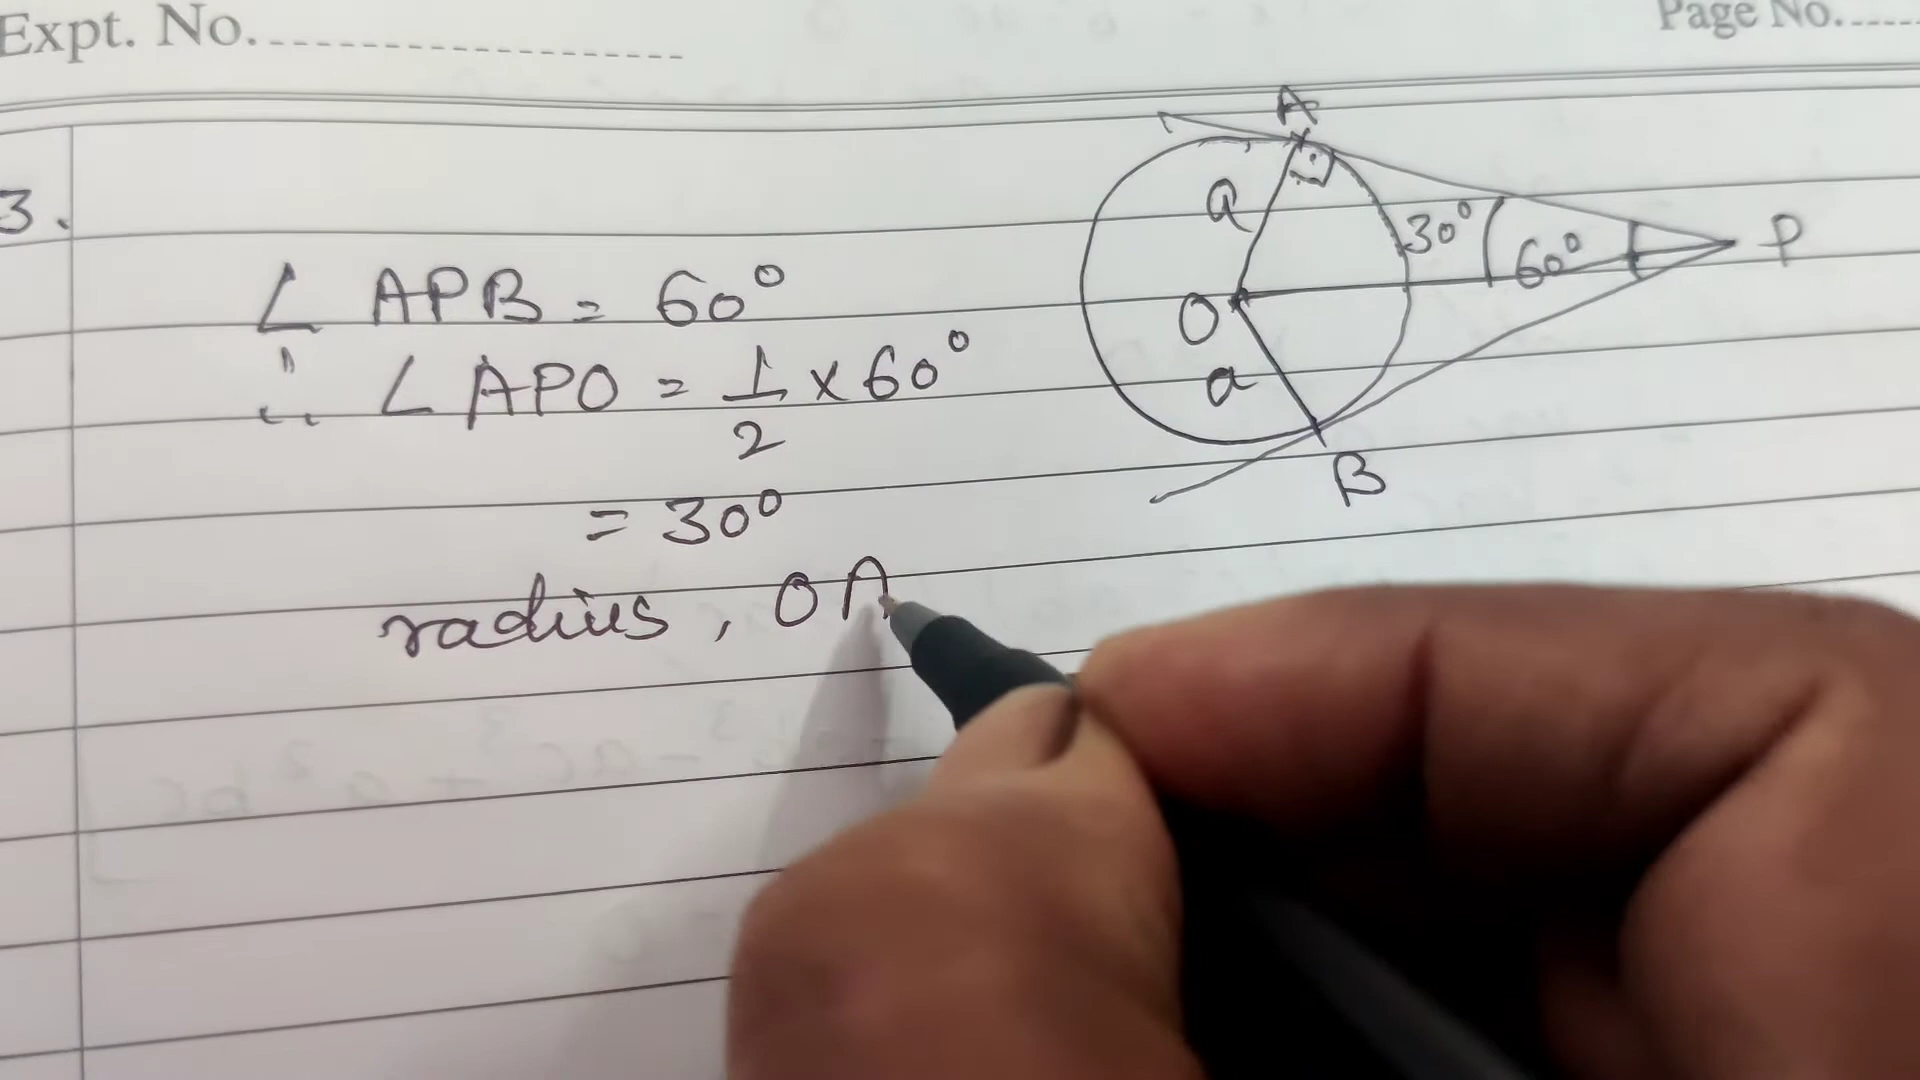 Expt. No.
Page No.
3.
∠ APB = 60°
∴ ∠ APO = 1/2 x 60°
= 30°
radius, OA
A
a
30°
60°
P
O
a
B